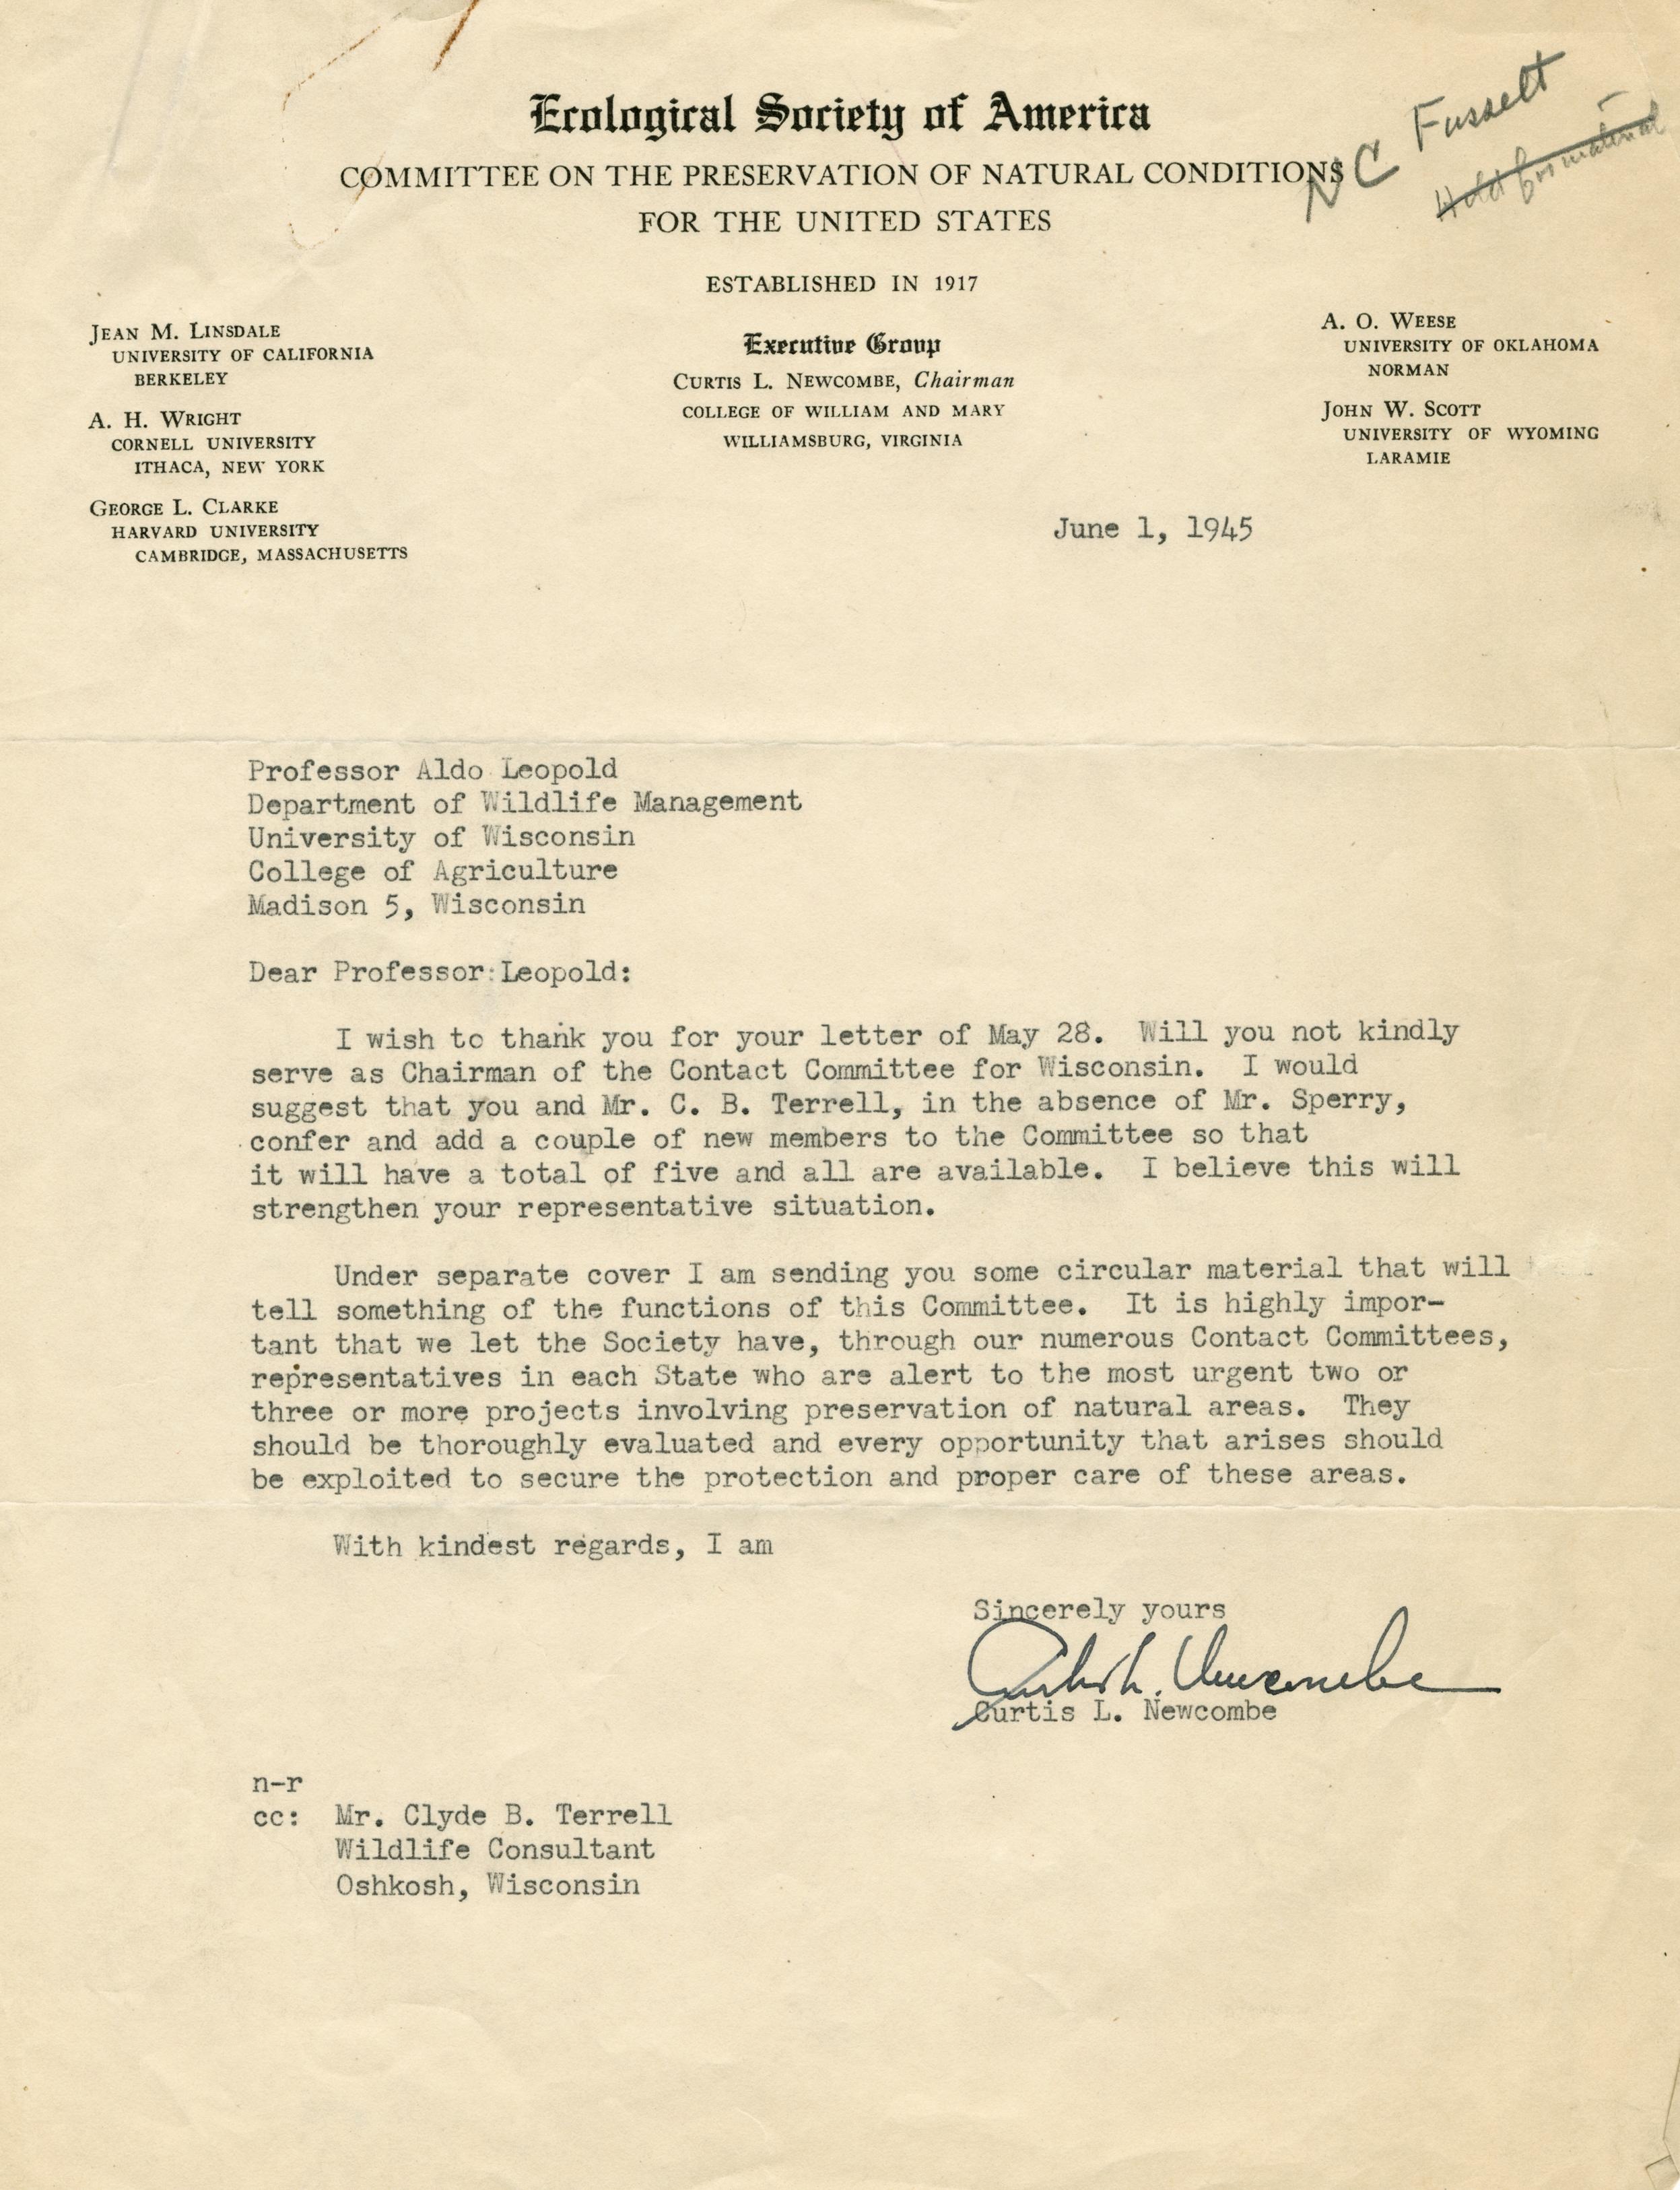 Ecological Society of America
COMMITTEE ON THE PRESERVATION OF NATURAL CONDITIONS
FOR THE UNITED STATES
NC
Fussell
Hold for material
ESTABLISHED IN 1917
JEAN M. LINSDALE
UNIVERSITY OF CALIFORNIA
BERKELEY
A. H. WRIGHT
CORNELL UNIVERSITY
ITHACA, NEW YORK
GEORGE L. CLARKE
HARVARD UNIVERSITY
CAMBRIDGE, MASSACHUSETTS
Executive Group
CURTIS L. NEWCOMBE, Chairman
COLLEGE OF WILLIAM AND MARY
WILLIAMSBURG, VIRGINIA
A. O. WEESE
UNIVERSITY OF OKLAHOMA
NORMAN
JOHN W. SCOTT
UNIVERSITY OF WYOMING
LARAMIE
June 1, 1945
Professor Aldo Leopold
Department of Wildlife Management
University of Wisconsin
College of Agriculture
Madison 5, Wisconsin
Dear Professor Leopold:
I wish to thank you for your letter of May 28. Will you not kindly
serve as Chairman of the Contact Committee for Wisconsin. I would
suggest that you and Mr. C. B. Terrell, in the absence of Mr. Sperry,
confer and add a couple of new members to the Committee so that
it will have a total of five and all are available. I believe this will
strengthen your representative situation.
Under separate cover I am sending you some circular material that will
tell something of the functions of this Committee. It is highly impor-
tant that we let the Society have, through our numerous Contact Committees,
representatives in each State who are alert to the most urgent two or
three or more projects involving preservation of natural areas. They
should be thoroughly evaluated and every opportunity that arises should
be exploited to secure the protection and proper care of these areas.
With kindest regards, I am
Sincerely yours
Curtis L. Newcombe
Curtis L. Newcombe
n-r
cc: Mr. Clyde B. Terrell
Wildlife Consultant
Oshkosh, Wisconsin